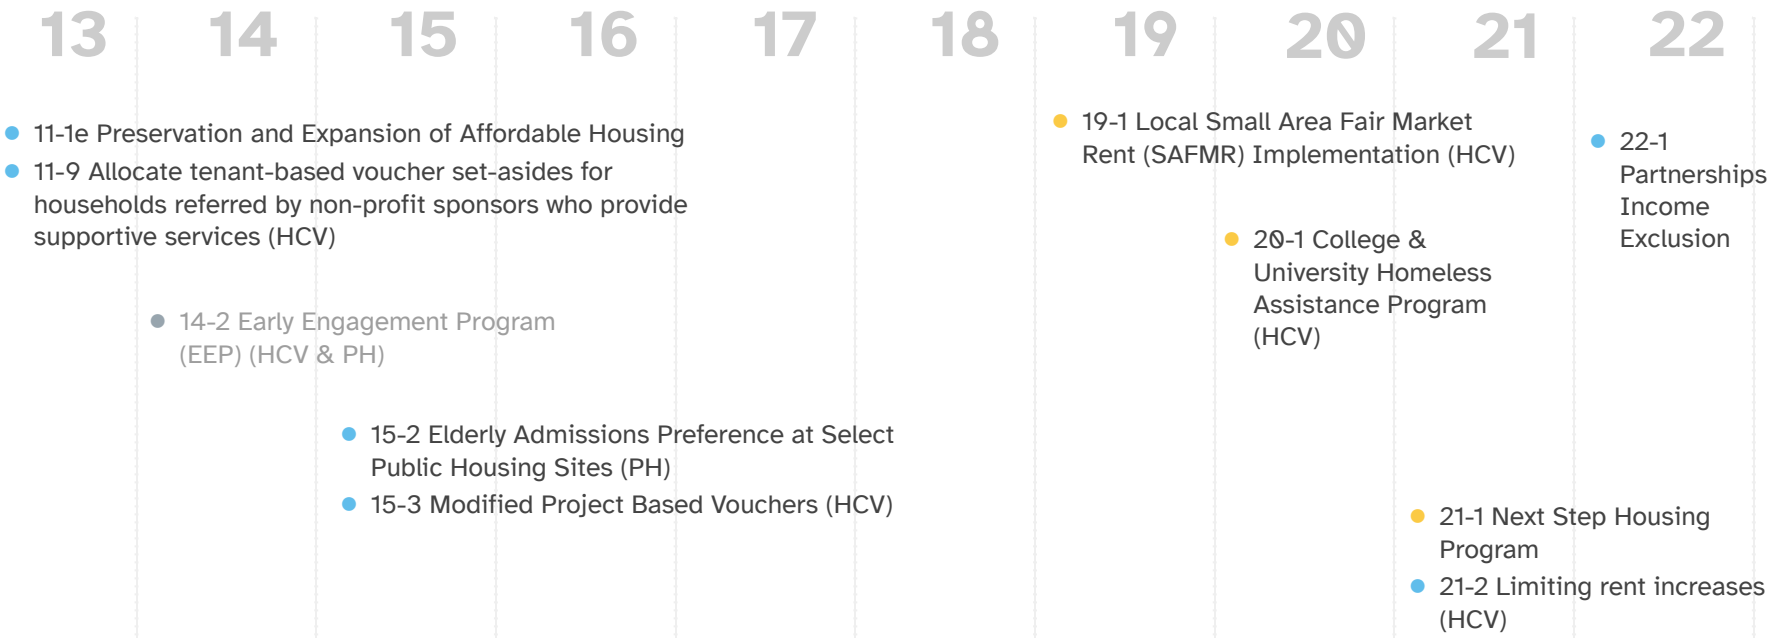 13 14 15 16 17 18 19 20 21 22
11-1e Preservation and Expansion of Affordable Housing
11-9 Allocate tenant-based voucher set-asides for
households referred by non-profit sponsors who provide
supportive services (HCV)
14-2 Early Engagement Program
(EEP) (HCV & PH)
15-2 Elderly Admissions Preference at Select
Public Housing Sites (PH)
15-3 Modified Project Based Vouchers (HCV)
19-1 Local Small Area Fair Market
Rent (SAFMR) Implementation (HCV)
20-1 College &
University Homeless
Assistance Program
(HCV)
21-1 Next Step Housing
Program
21-2 Limiting rent increases
(HCV)
22-1
Partnerships
Income
Exclusion